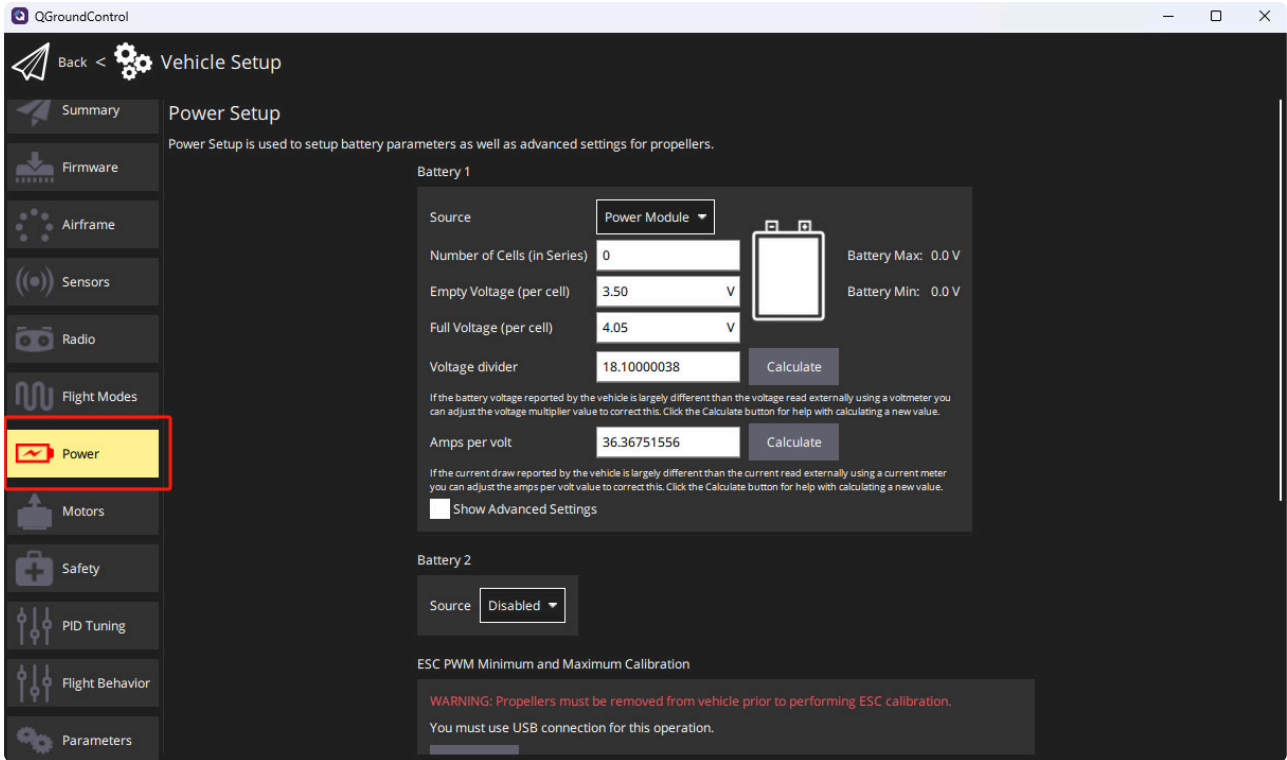 QGroundControl
Back < Vehicle Setup
Summary
Firmware
Airframe
Sensors
Radio
Flight Modes
Power
Motors
Safety
PID Tuning
Flight Behavior
Parameters
Power Setup
Power Setup is used to setup battery parameters as well as advanced settings for propellers.
Battery 1
Source Power Module
Number of Cells (in Series) 0 Battery Max: 0.0 V
Empty Voltage (per cell) 3.50 V Battery Min: 0.0 V
Full Voltage (per cell) 4.05 V
Voltage divider 18.10000038 Calculate
If the battery voltage reported by the vehicle is largely different than the voltage read externally using a voltmeter you
can adjust the voltage multiplier value to correct this. Click the Calculate button for help with calculating a new value.
Amps per volt 36.36751556 Calculate
If the current draw reported by the vehicle is largely different than the current read externally using a current meter
you can adjust the amps per volt value to correct this. Click the Calculate button for help with calculating a new value.
Show Advanced Settings
Battery 2
Source Disabled
ESC PWM Minimum and Maximum Calibration
WARNING: Propellers must be removed from vehicle prior to performing ESC calibration.
You must use USB connection for this operation.